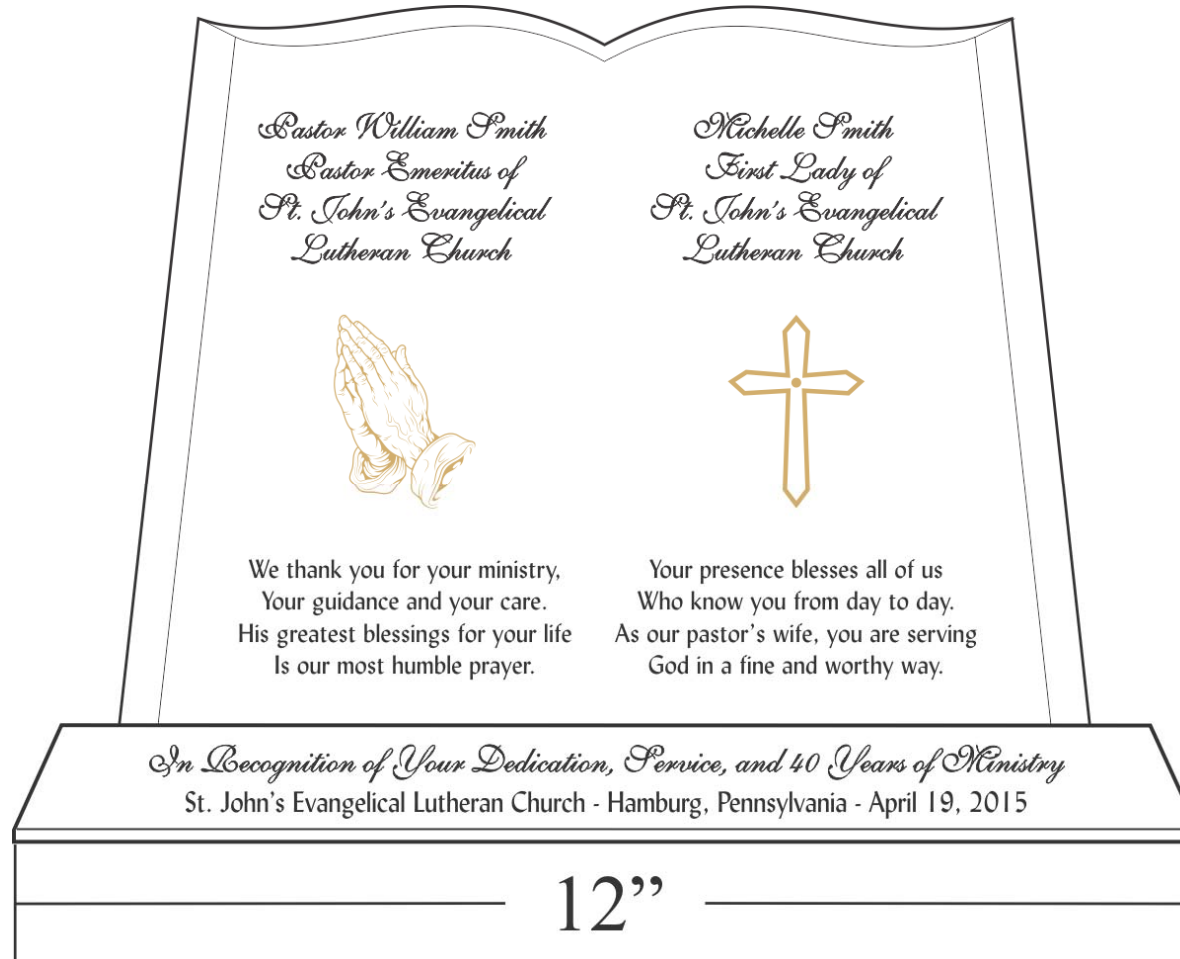 Pastor William Smith
Pastor Emeritus of
St. John's Evangelical
Lutheran Church
We thank you for your ministry,
Your guidance and your care.
His greatest blessings for your life
Is our most humble prayer.
Michelle Smith
First Lady of
St. John's Evangelical
Lutheran Church
Your presence blesses all of us
Who know you from day to day.
As our pastor's wife, you are serving
God in a fine and worthy way.
In Recognition of Your Dedication, Service, and 40 Years of Ministry
St. John's Evangelical Lutheran Church - Hamburg, Pennsylvania - April 19, 2015
12”